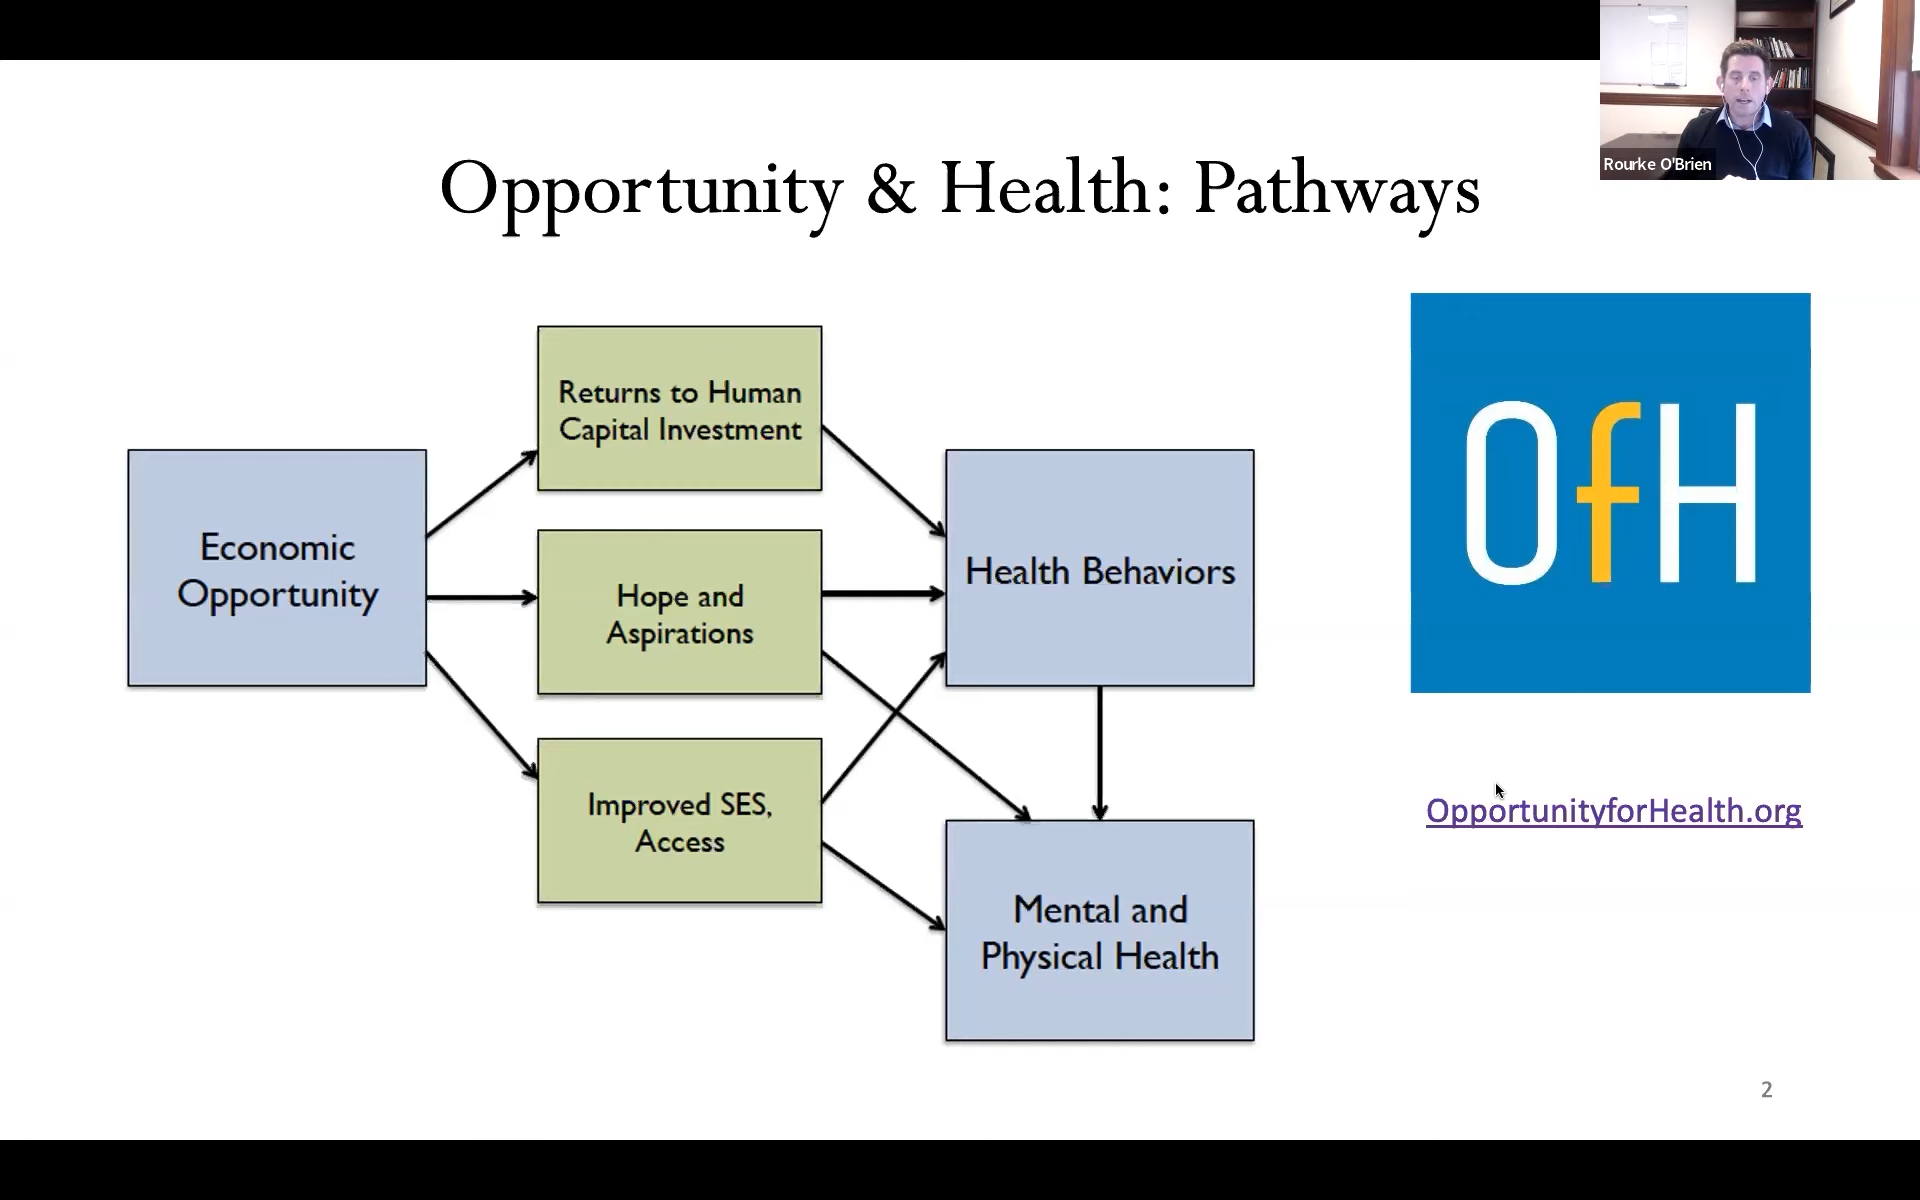 Rourke O'Brien
Opportunity & Health: Pathways
Returns to Human
Capital Investment
Economic
Opportunity
Hope and
Aspirations
Improved SES,
Access
Health Behaviors
Mental and
Physical Health
OfH
OpportunityforHealth.org
2